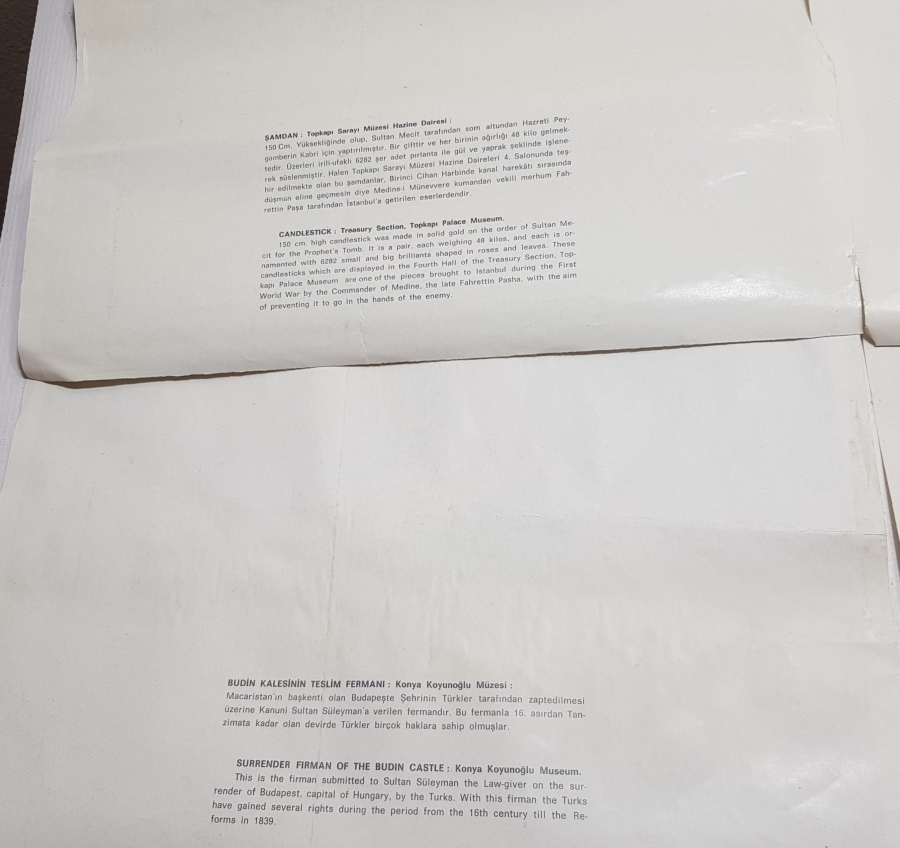 ŞAMDAN : Topkapı Sarayı Müzesi Hazine Dairesi :
150 Cm. Yüksekliğinde olup, Sultan Mecit tarafından som altundan Hazreti Pey-
gamberin Kabri için yaptırılmıştır. Bir çifttir ve her birinin ağırlığı 48 kilo gelmek-
tedir. Üzerleri irili-ufaklı 6282 şer adet pırlanta ile gül ve yaprak şeklinde işlene-
rek süslenmiştir. Halen Topkapı Sarayı Müzesi Hazine Daireleri 4. Salonunda teş-
hir edilmekte olan bu şamdanlar, Birinci Cihan Harbinde kanal harekâtı sırasında
düşman eline geçmesin diye Medine-i Münevvere kumandan vekili merhum Fah-
rettin Paşa tarafından İstanbul'a getirilen eserlerdendir.
CANDLESTICK : Treasury Section, Topkapı Palace Museum.
150 cm. high candlestick was made in solid gold on the order of Sultan Me-
cit for the Prophet's Tomb. It is a pair, each weighing 48 kilos, and each is or-
namented with 6282 small and big brilliants shaped in roses and leaves. These
candlesticks which are displayed in the Fourth Hall of the Treasury Section, Top-
kapı Palace Museum are one of the pieces brought to Istanbul during the First
World War by the Commander of Medine, the late Fahrettin Pasha, with the aim
of preventing it to go in the hands of the enemy.
BUDİN KALESİNİN TESLİM FERMANI : Konya Koyunoğlu Müzesi :
Macaristan'ın başkenti olan Budapeşte Şehrinin Türkler tarafından zaptedilmesi
üzerine Kanuni Sultan Süleyman'a verilen fermandır. Bu fermanla 16. asırdan Tan-
zimata kadar olan devirde Türkler birçok haklara sahip olmuşlar.
SURRENDER FIRMAN OF THE BUDIN CASTLE : Konya Koyunoğlu Museum.
This is the firman submitted to Sultan Süleyman the Law-giver on the sur-
render of Budapest, capital of Hungary, by the Turks. With this firman the Turks
have gained several rights during the period from the 16th century till the Re-
forms in 1839.